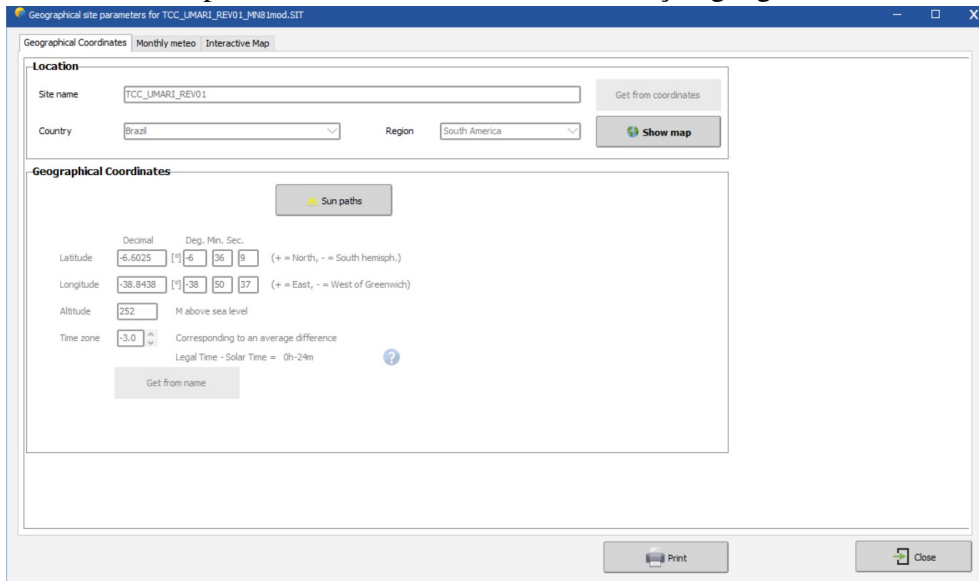 Geographical site parameters for TCC_UMARI_REV01_MN81mod.SIT
Geographical Coordinates Monthly meteo Interactive Map
Location
Site name TCC_UMARI_REV01 Get from coordinates
Country Brazil Region South America Show map
Geographical Coordinates
Sun paths
Decimal Deg. Min. Sec.
Latitude -6.6025 [°] -6 36 9 (+ = North, - = South hemisph.)
Longitude -38.8438 [°] -38 50 37 (+ = East, - = West of Greenwich)
Altitude 252 M above sea level
Time zone -3.0 Corresponding to an average difference
Legal Time - Solar Time = 0h-24m ?
Get from name
Print Close